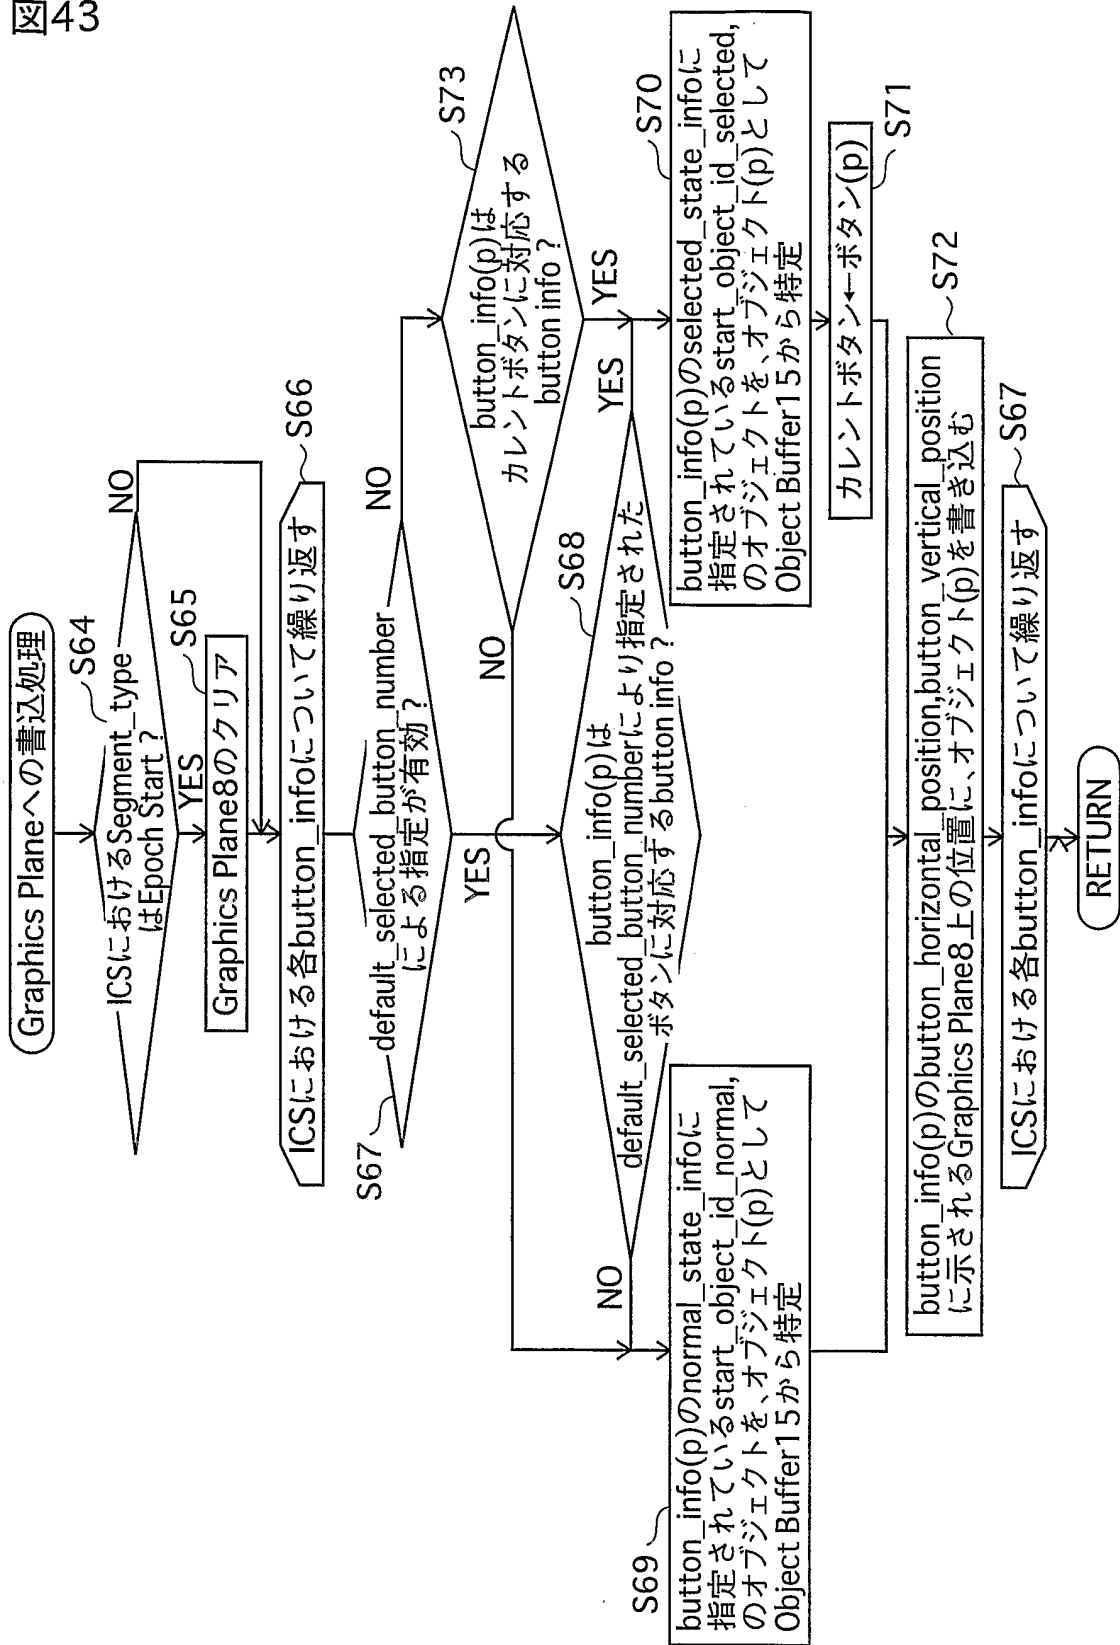 図43
Graphics Planeへの書込処理
S64
ICSにおけるSegment_type
はEpoch Start？
NO
YES
S65
Graphics Plane8のクリア
S66
ICSにおける各button_infoについて繰り返す
S67
default_selected_button_number
による指定が有効？
NO
YES
S73
button_info(p)は
カレントボタンに対応する
button info？
NO
YES
S68
button_info(p)は
default_selected_button_numberにより指定された
ボタンに対応するbutton info？
NO
YES
S69
button_info(p)のnormal_state_infoに
指定されているstart_object_id_normal,
のオブジェクトを、オブジェクト(p)として
Object Buffer15から特定
S70
button_info(p)のselected_state_infoに
指定されているstart_object_id_selected,
のオブジェクトを、オブジェクト(p)として
Object Buffer15から特定
S71
カレントボタン←ボタン(p)
S72
button_info(p)のbutton_horizontal_position,button_vertical_position
に示されるGraphics Plane8上の位置に、オブジェクト(p)を書き込む
S67
ICSにおける各button_infoについて繰り返す
RETURN